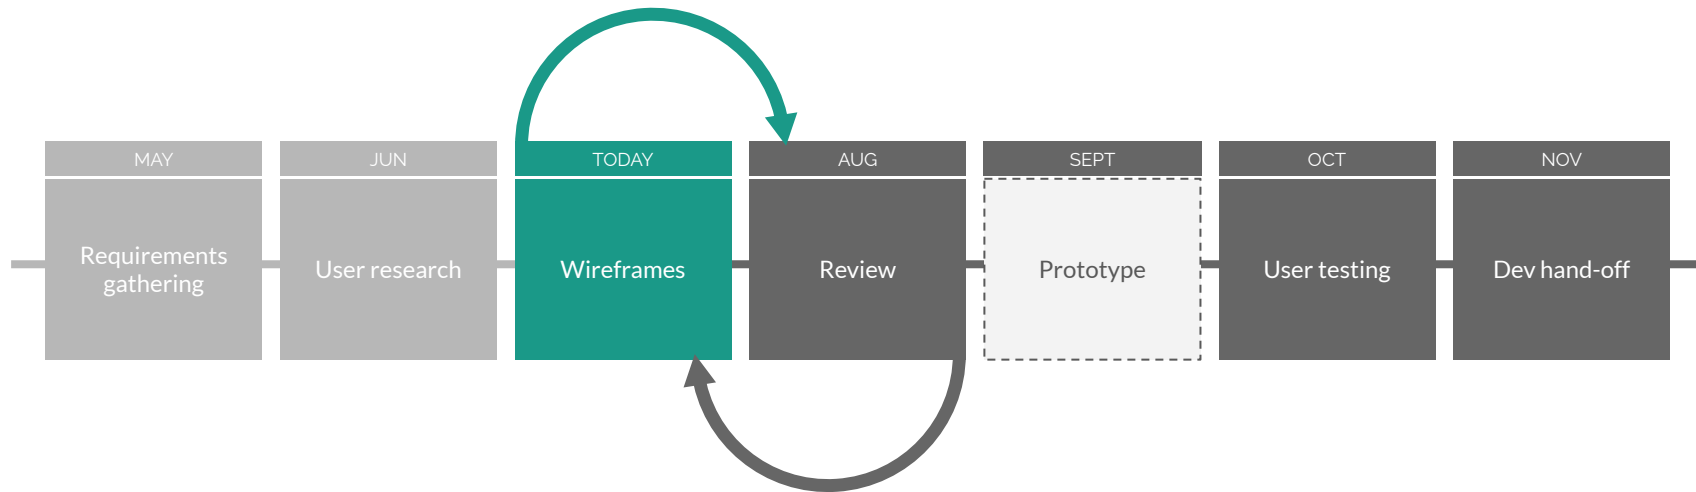 MAY
JUN
TODAY
AUG
SEPT
OCT
NOV
Requirements
gathering
User research
Wireframes
Review
Prototype
User testing
Dev hand-off